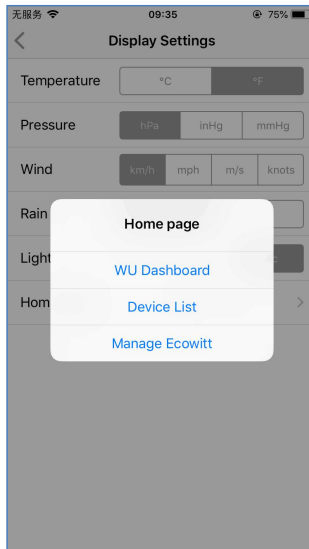 无服务 09:35 75%
Display Settings
Temperature °C °F
Pressure hPa inHg mmHg
Wind km/h mph m/s knots
Rain
Home page
Light
WU Dashboard
Hom
Device List
Manage Ecowitt